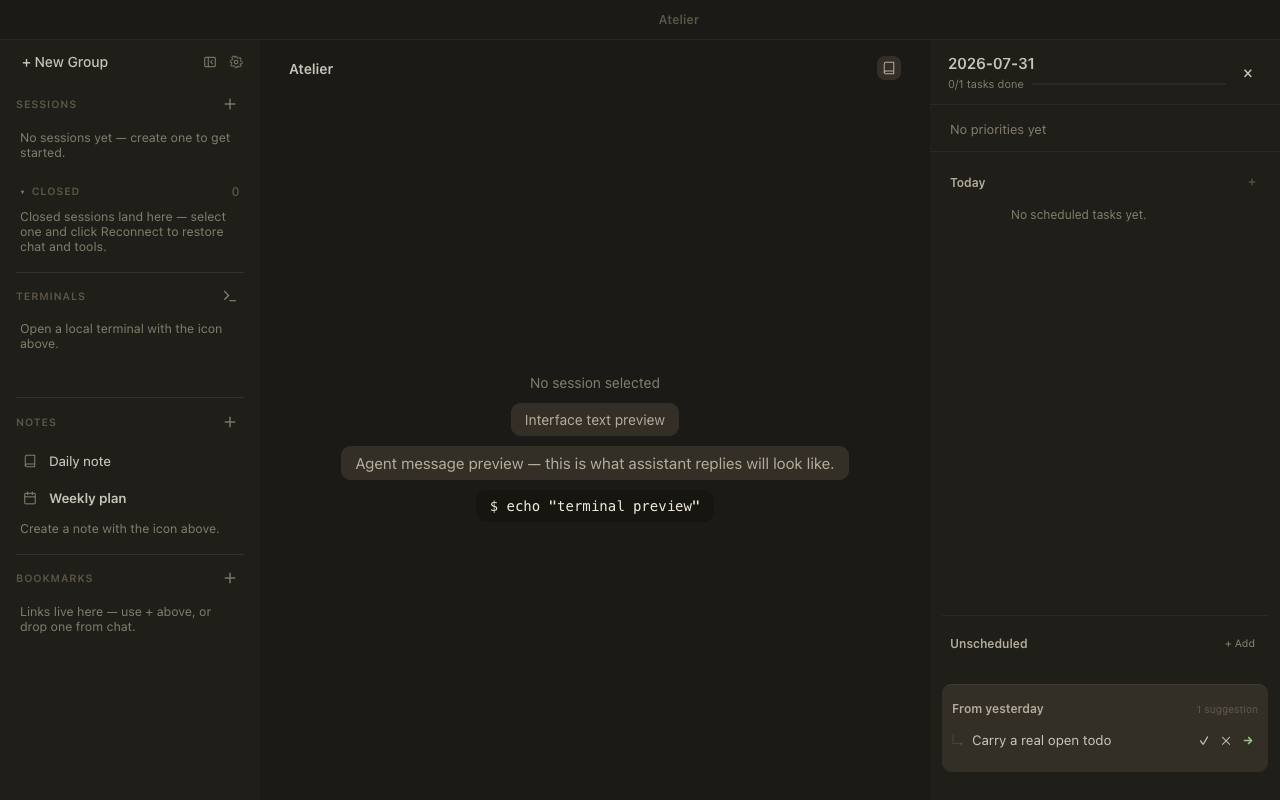 Atelier
+ New Group
SESSIONS
No sessions yet — create one to get
started.
CLOSED 0
Closed sessions land here — select
one and click Reconnect to restore
chat and tools.
TERMINALS
Open a local terminal with the icon
above.
NOTES
Daily note
Weekly plan
Create a note with the icon above.
BOOKMARKS
Links live here — use + above, or
drop one from chat.
Atelier
No session selected
Interface text preview
Agent message preview — this is what assistant replies will look like.
$ echo "terminal preview"
2026-07-31
0/1 tasks done
No priorities yet
Today
No scheduled tasks yet.
Unscheduled + Add
From yesterday 1 suggestion
Carry a real open todo